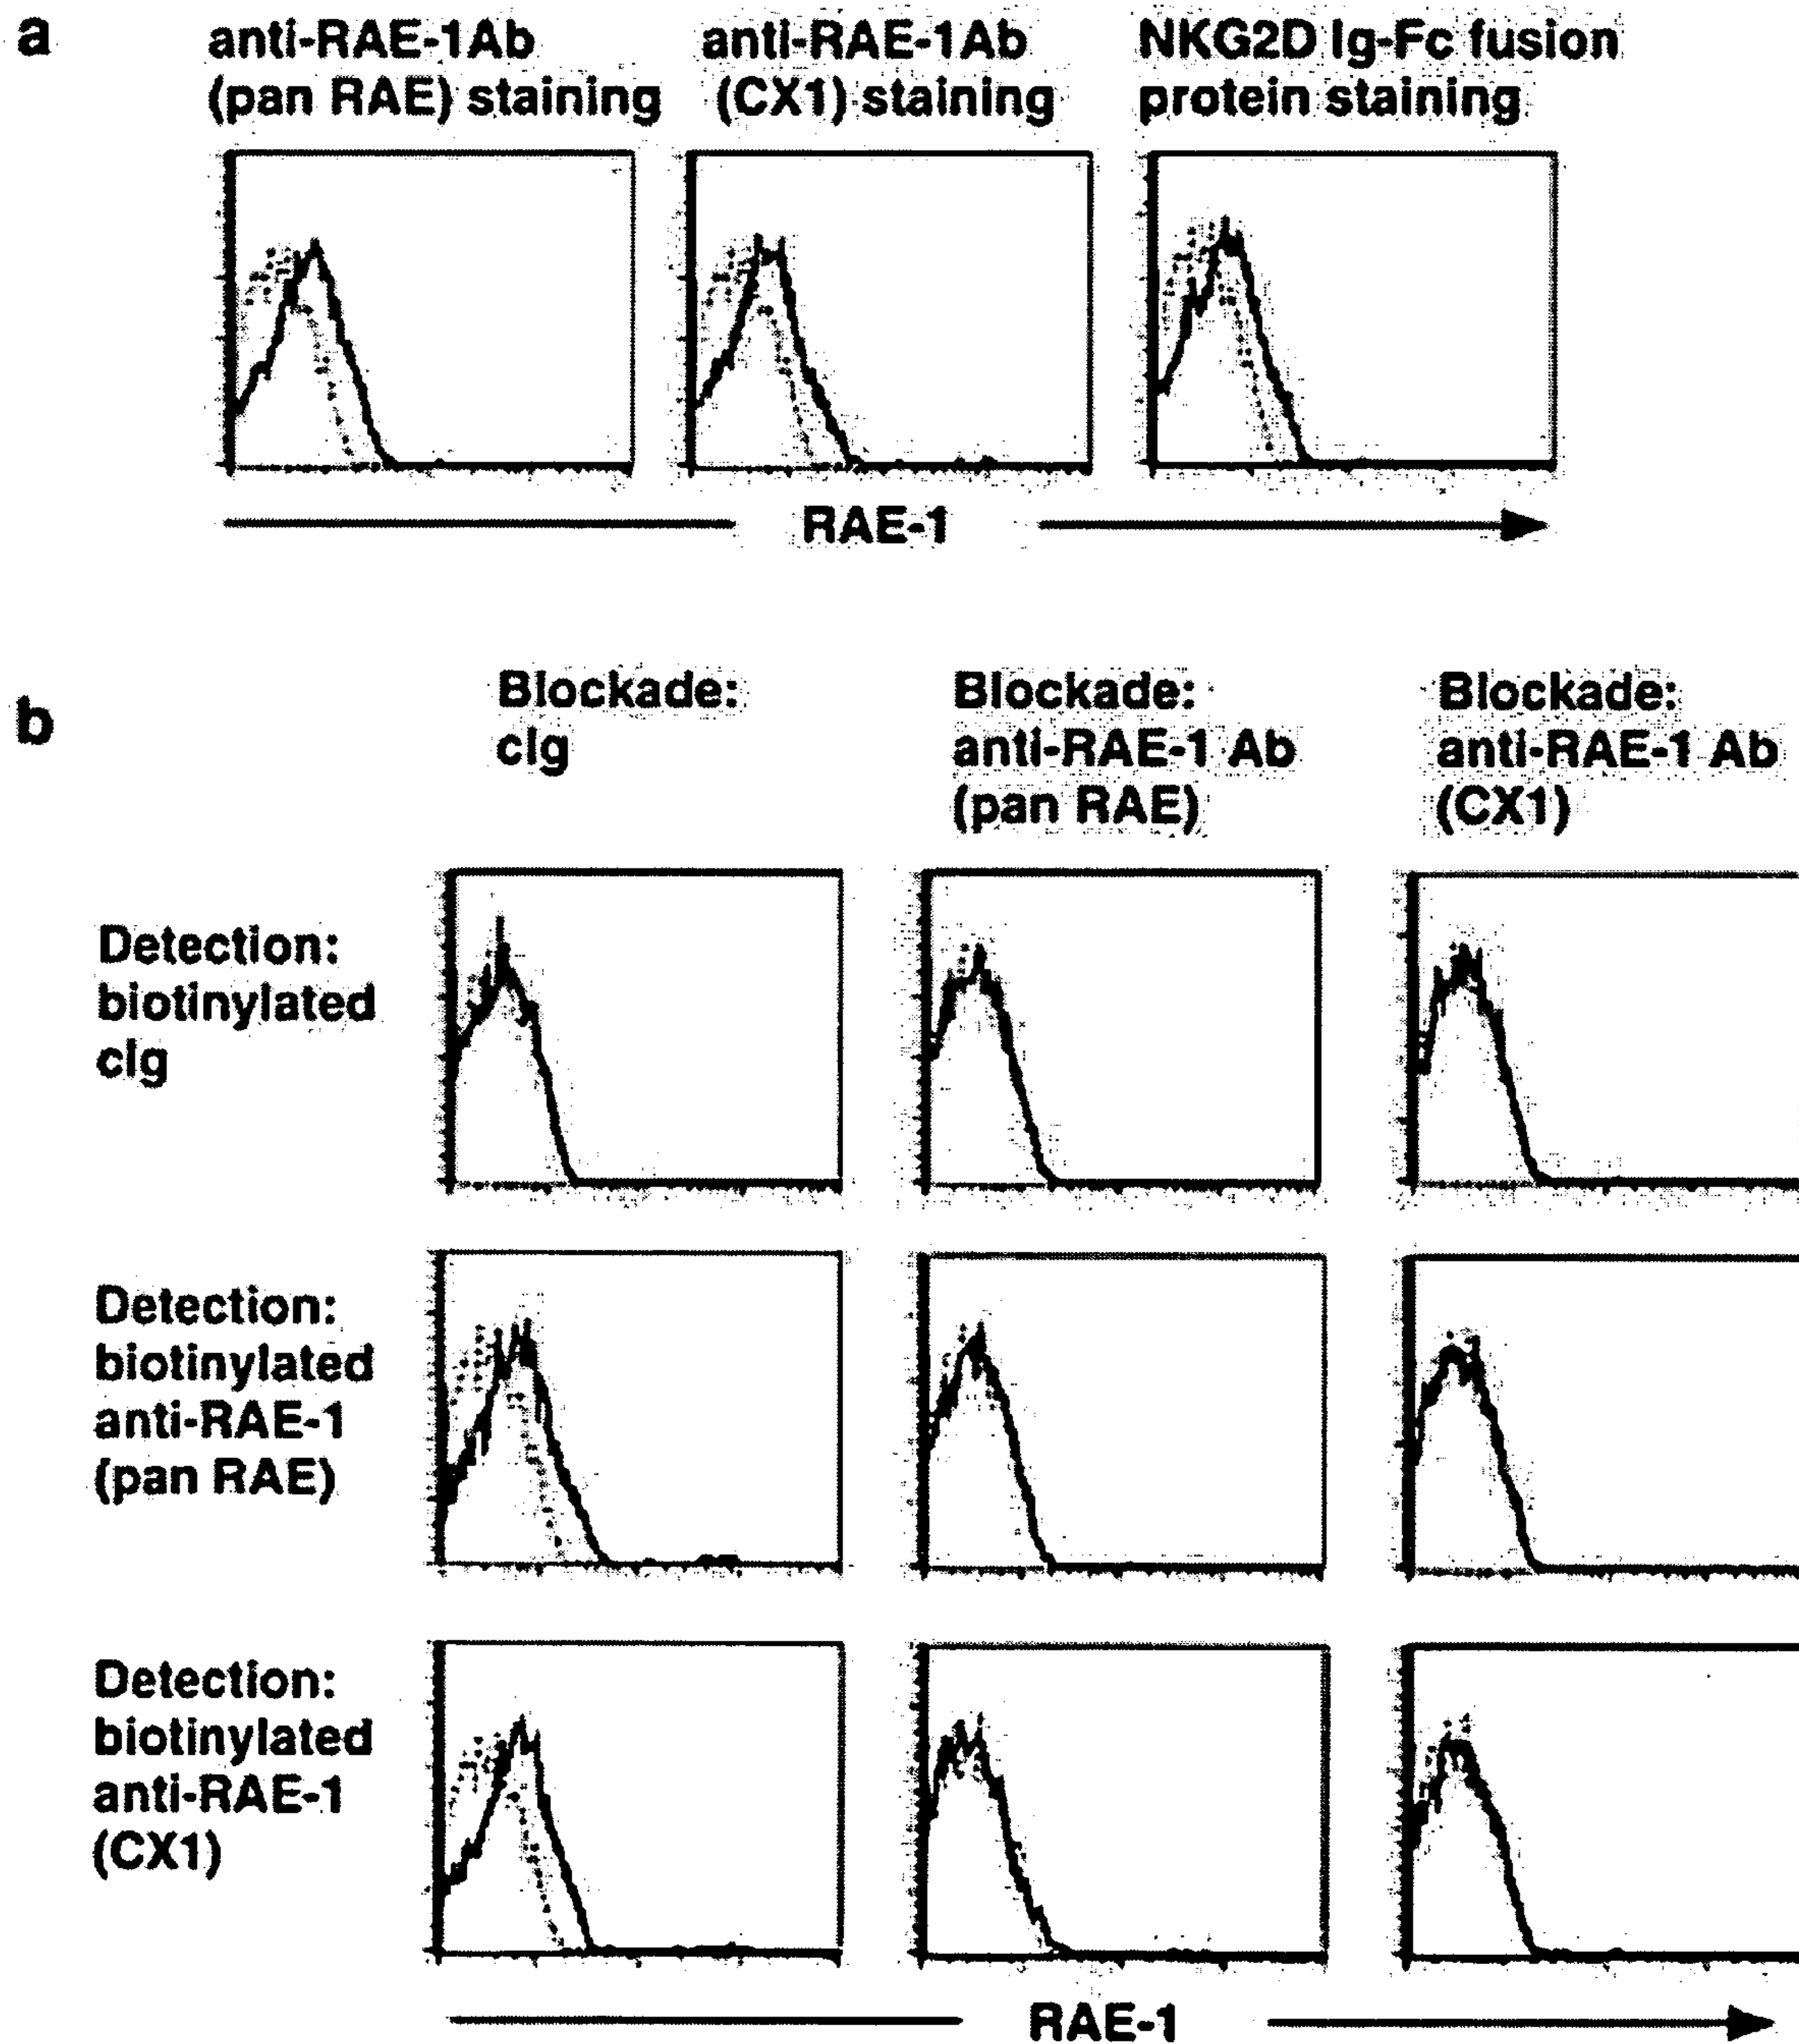 a
anti-RAE-1Ab
(pan RAE) staining
anti-RAE-1Ab
(CX1) staining
NKG2D Ig-Fc fusion
protein staining
RAE-1
b
Blockade:
cIg
Blockade:
anti-RAE-1 Ab
(pan RAE)
Blockade:
anti-RAE-1 Ab
(CX1)
Detection:
biotinylated
cIg
Detection:
biotinylated
anti-RAE-1
(pan RAE)
Detection:
biotinylated
anti-RAE-1
(CX1)
RAE-1